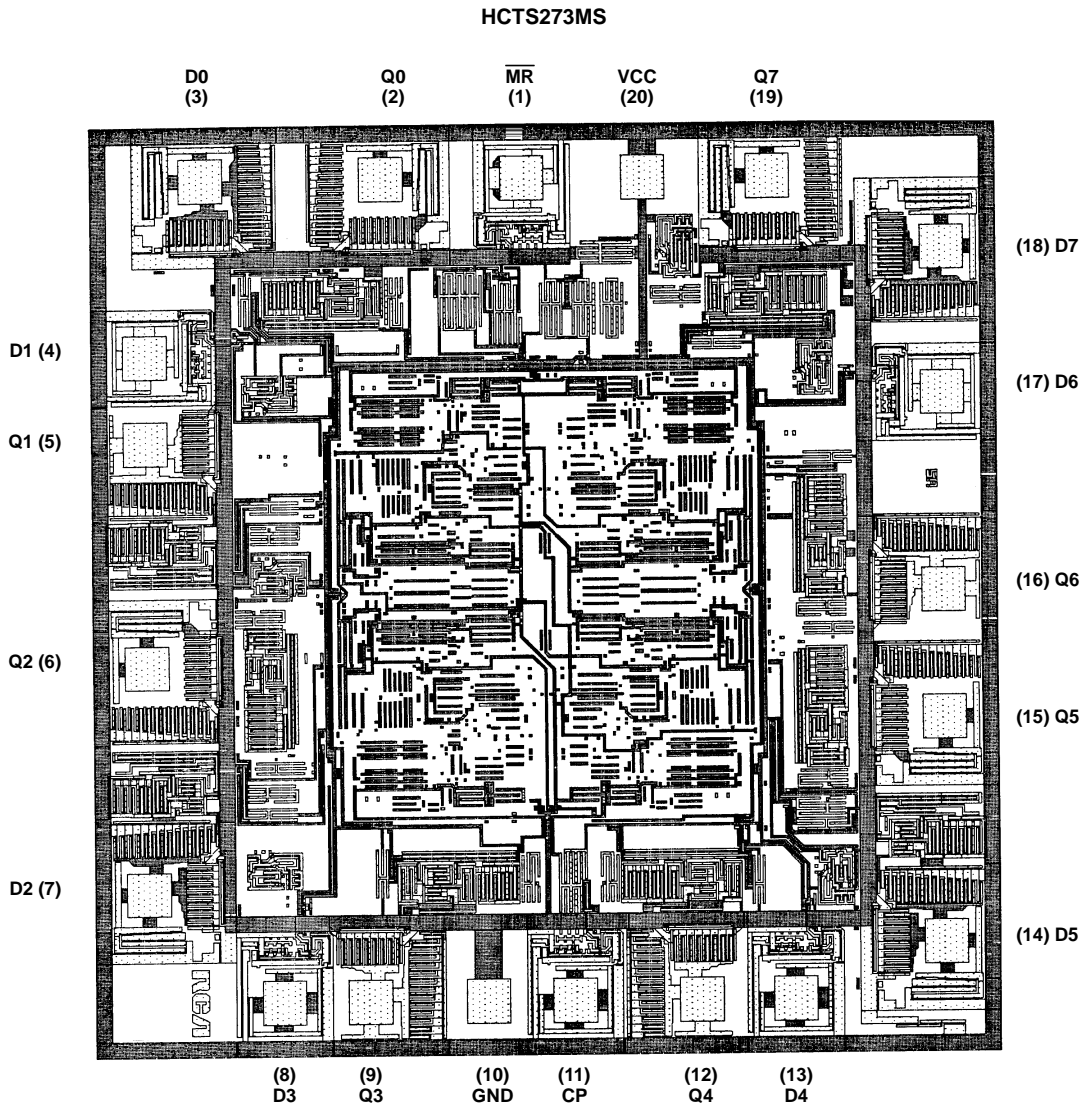 HCTS273MS
D0
(3)
Q0
(2)
M̅R̅
(1)
VCC
(20)
Q7
(19)
(18) D7
D1 (4)
(17) D6
Q1 (5)
(16) Q6
Q2 (6)
(15) Q5
D2 (7)
(14) D5
RCA
(8)
D3
(9)
Q3
(10)
GND
(11)
CP
(12)
Q4
(13)
D4